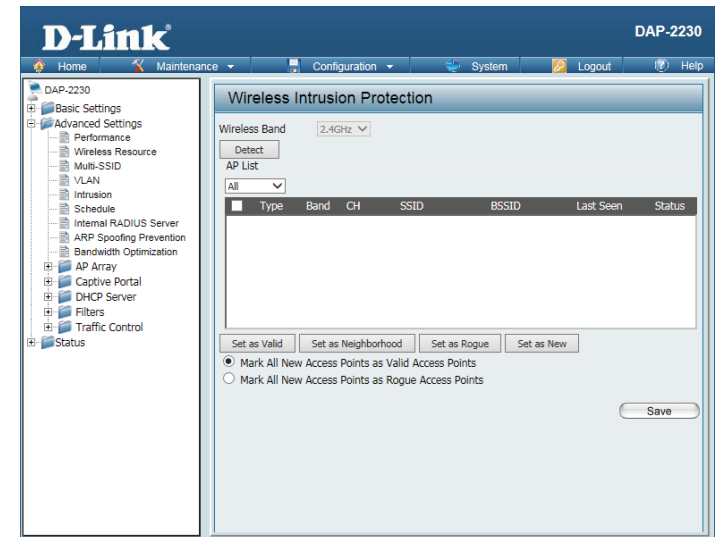 D-Link®
DAP-2230
Home Maintenance Configuration System Logout Help
DAP-2230
Basic Settings
Advanced Settings
Performance
Wireless Resource
Multi-SSID
VLAN
Intrusion
Schedule
Internal RADIUS Server
ARP Spoofing Prevention
Bandwidth Optimization
AP Array
Captive Portal
DHCP Server
Filters
Traffic Control
Status
Wireless Intrusion Protection
Wireless Band 2.4GHz
Detect
AP List
All
Type Band CH SSID BSSID Last Seen Status
Set as Valid Set as Neighborhood Set as Rogue Set as New
Mark All New Access Points as Valid Access Points
Mark All New Access Points as Rogue Access Points
Save